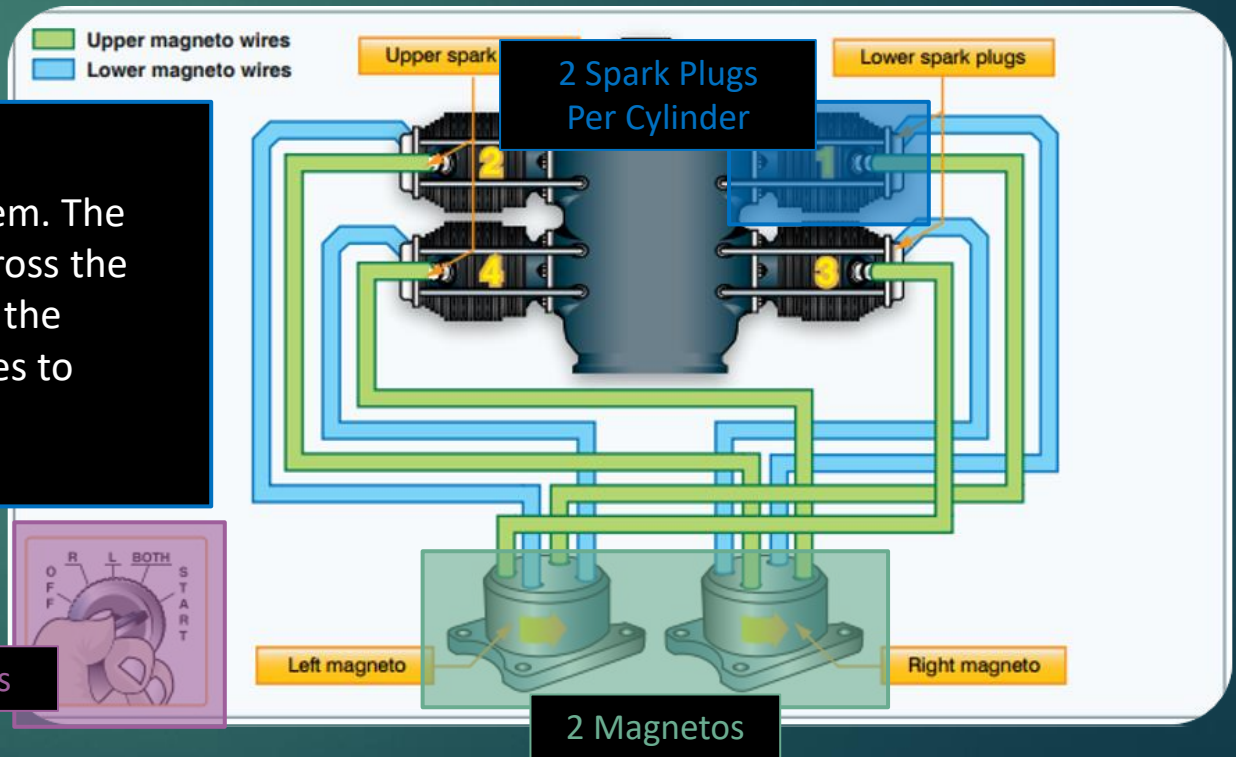 Upper magneto wires
Lower magneto wires
Upper spark
2 Spark Plugs
Per Cylinder
Lower spark plugs
2
1
4
3
The
ross the
the
es to
OFF R L BOTH START
s
Left magneto
Right magneto
2 Magnetos